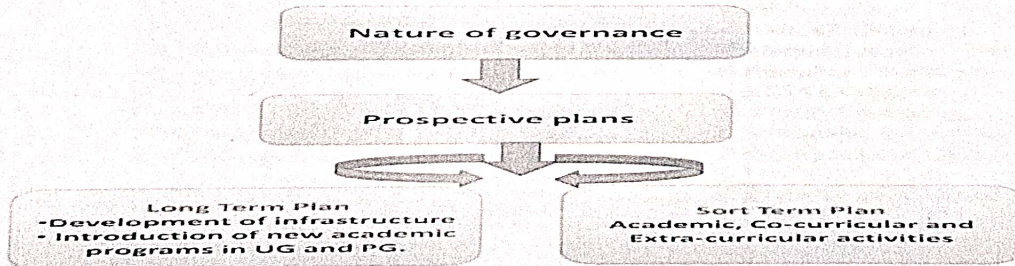 Nature of governance
Prospective plans
Long Term Plan
•Development of infrastructure
• Introduction of new academic
programs in UG and PG.
Sort Term Plan
Academic, Co-curricular and
Extra-curricular activities